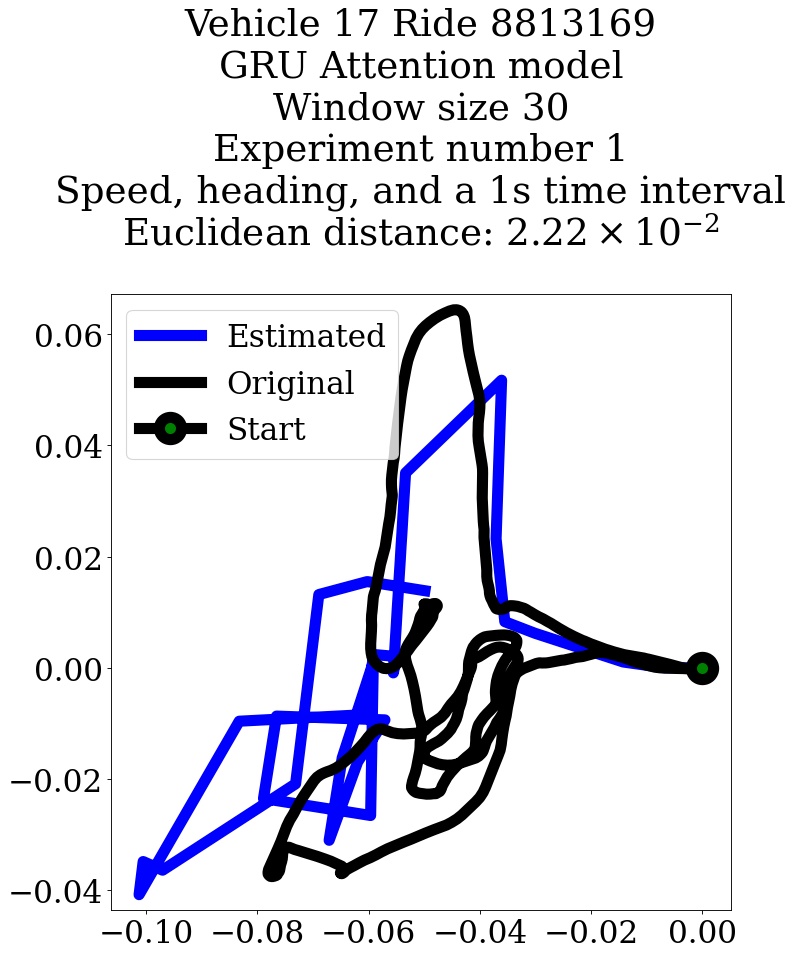 Vehicle 17 Ride 8813169
GRU Attention model
Window size 30
Experiment number 1
Speed, heading, and a 1s time interval
Euclidean distance: 2.22 × 10⁻²
Estimated
Original
Start
0.06
0.04
0.02
0.00
−0.02
−0.04
−0.10 −0.08 −0.06 −0.04 −0.02 0.00